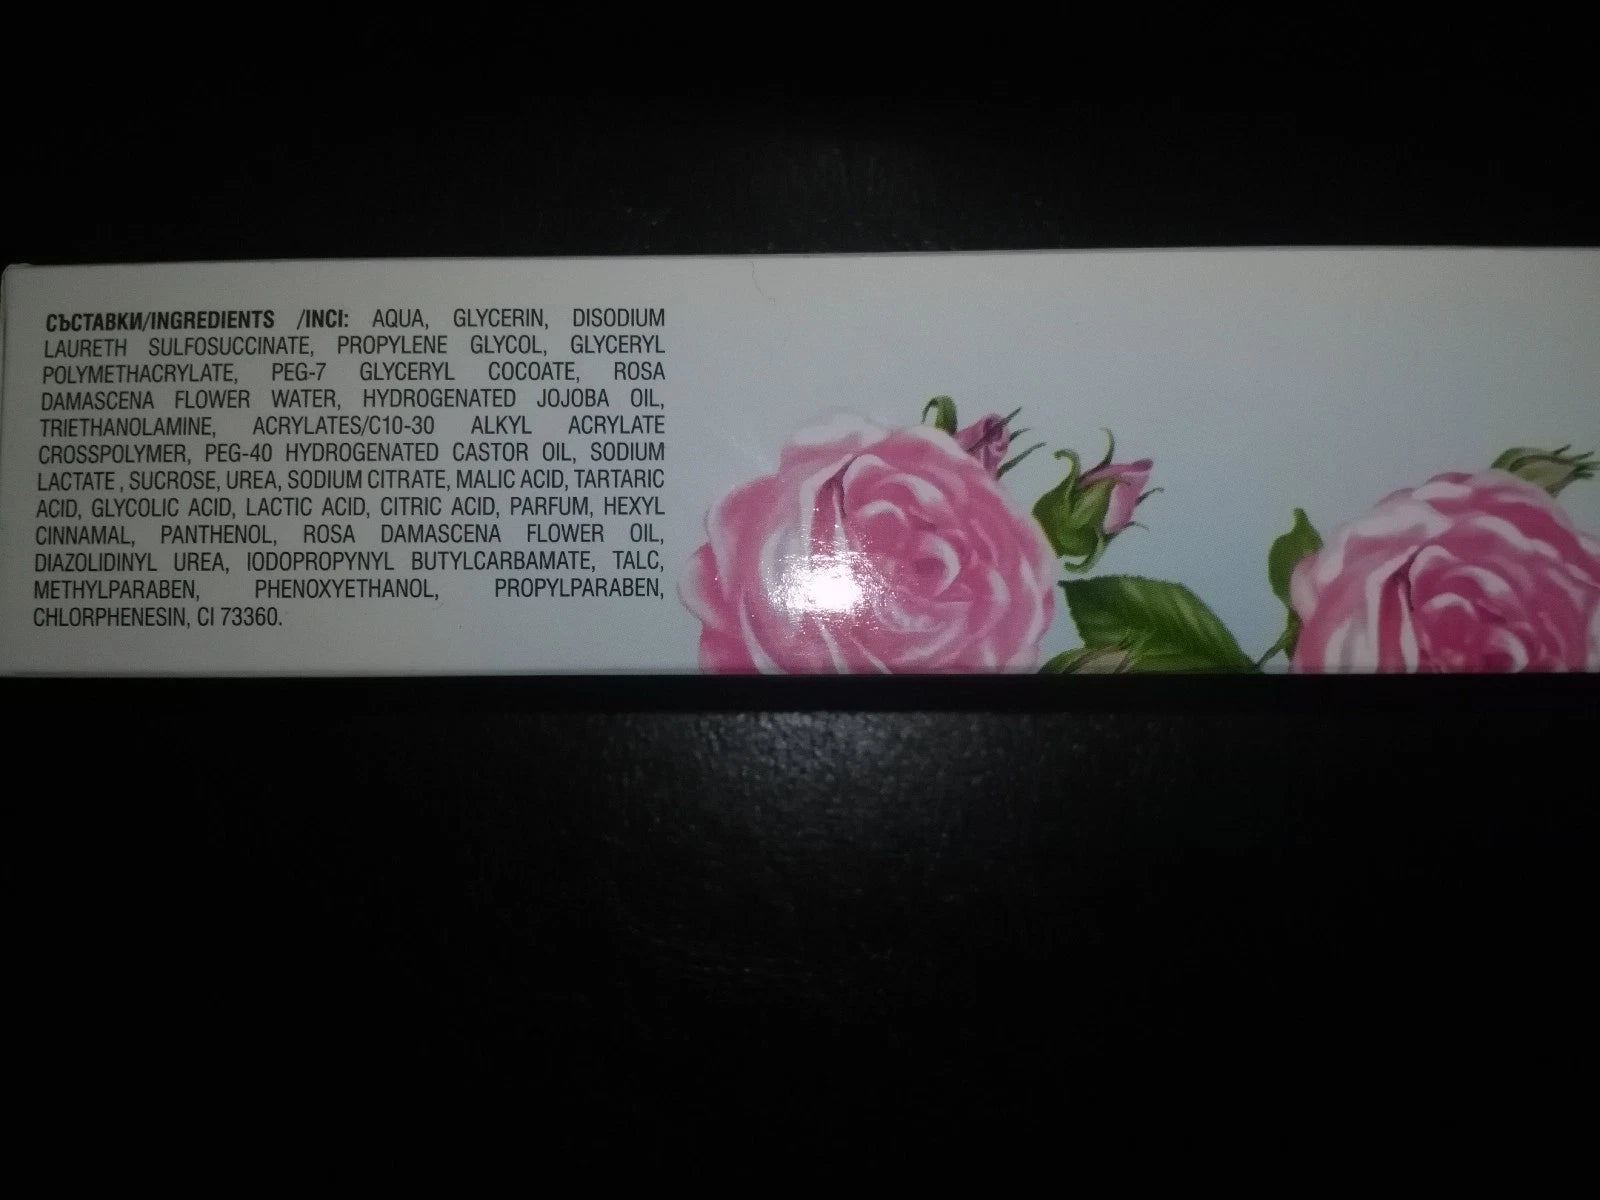 СЪСТАВКИ/INGREDIENTS /INCI: AQUA, GLYCERIN, DISODIUM
LAURETH SULFOSUCCINATE, PROPYLENE GLYCOL, GLYCERYL
POLYMETHACRYLATE, PEG-7 GLYCERYL COCOATE, ROSA
DAMASCENA FLOWER WATER, HYDROGENATED JOJOBA OIL,
TRIETHANOLAMINE, ACRYLATES/C10-30 ALKYL ACRYLATE
CROSSPOLYMER, PEG-40 HYDROGENATED CASTOR OIL, SODIUM
LACTATE , SUCROSE, UREA, SODIUM CITRATE, MALIC ACID, TARTARIC
ACID, GLYCOLIC ACID, LACTIC ACID, CITRIC ACID, PARFUM, HEXYL
CINNAMAL, PANTHENOL, ROSA DAMASCENA FLOWER OIL,
DIAZOLIDINYL UREA, IODOPROPYNYL BUTYLCARBAMATE, TALC,
METHYLPARABEN, PHENOXYETHANOL, PROPYLPARABEN,
CHLORPHENESIN, CI 73360.